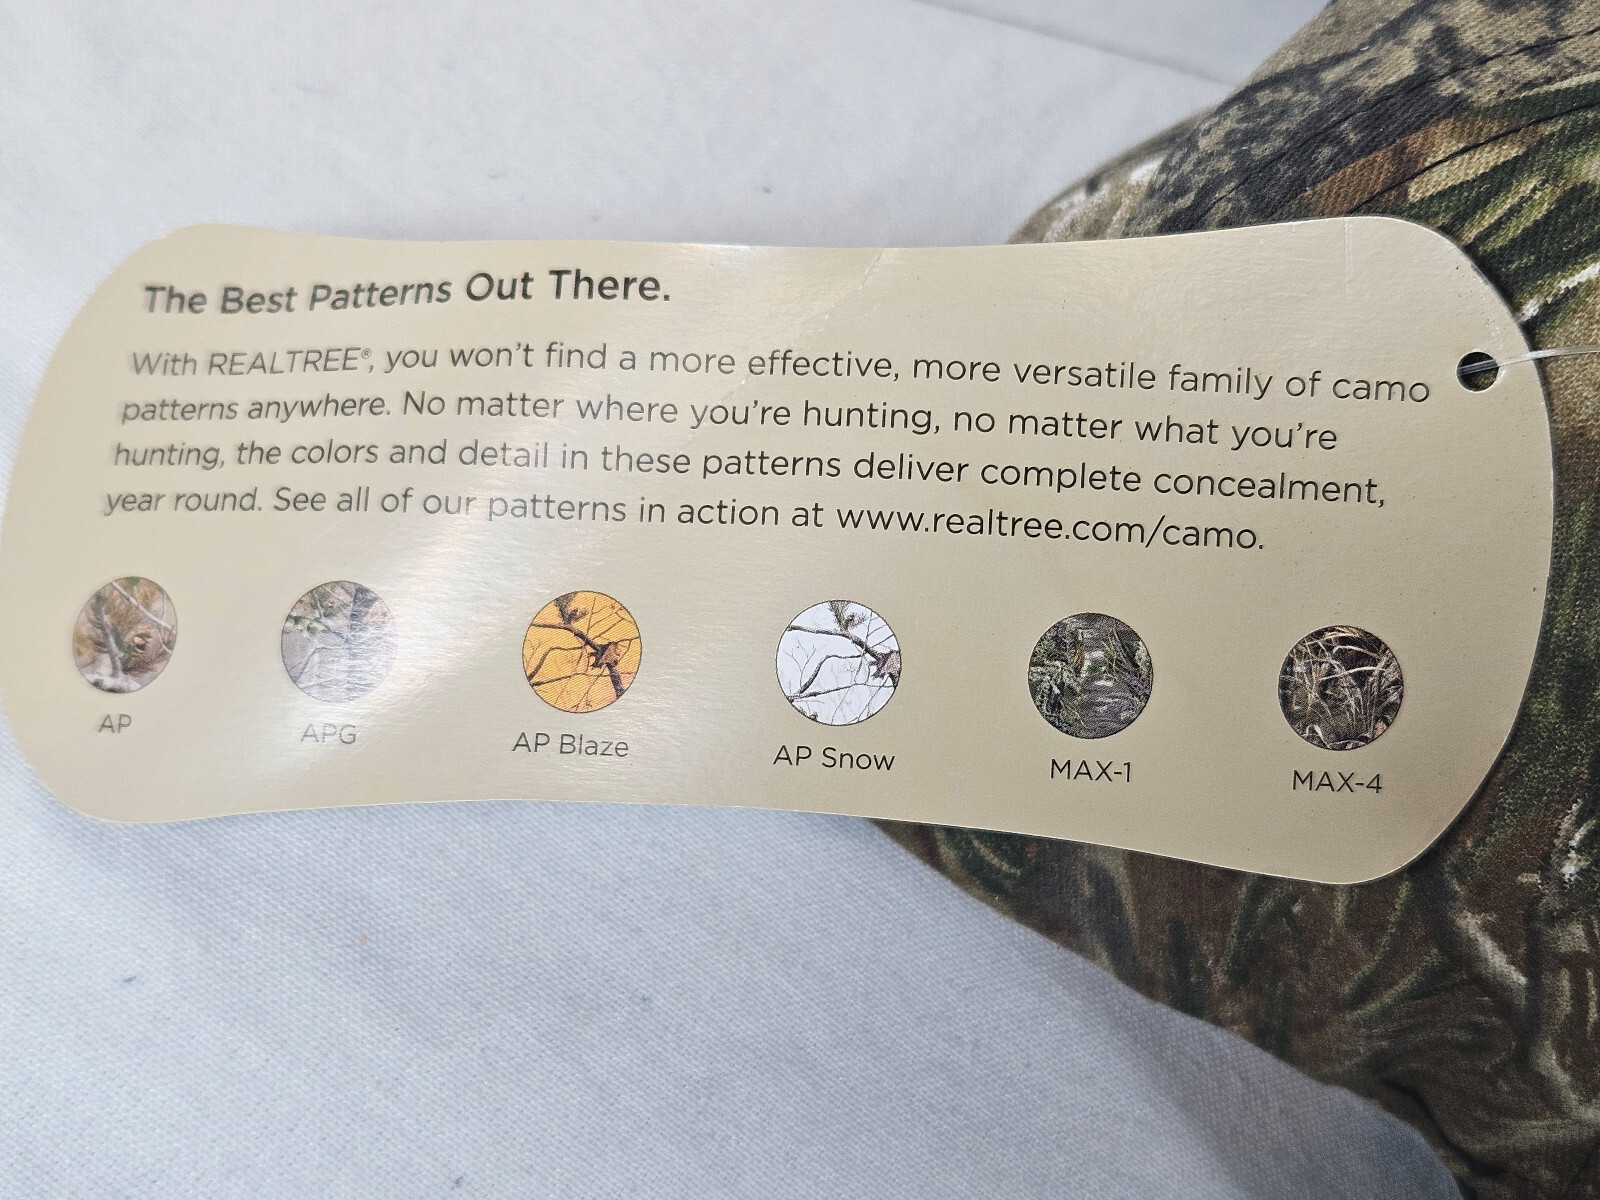 The Best Patterns Out There.
With REALTREE®, you won't find a more effective, more versatile family of camo
patterns anywhere. No matter where you're hunting, no matter what you're
hunting, the colors and detail in these patterns deliver complete concealment,
year round. See all of our patterns in action at www.realtree.com/camo.
AP
APG
AP Blaze
AP Snow
MAX-1
MAX-4